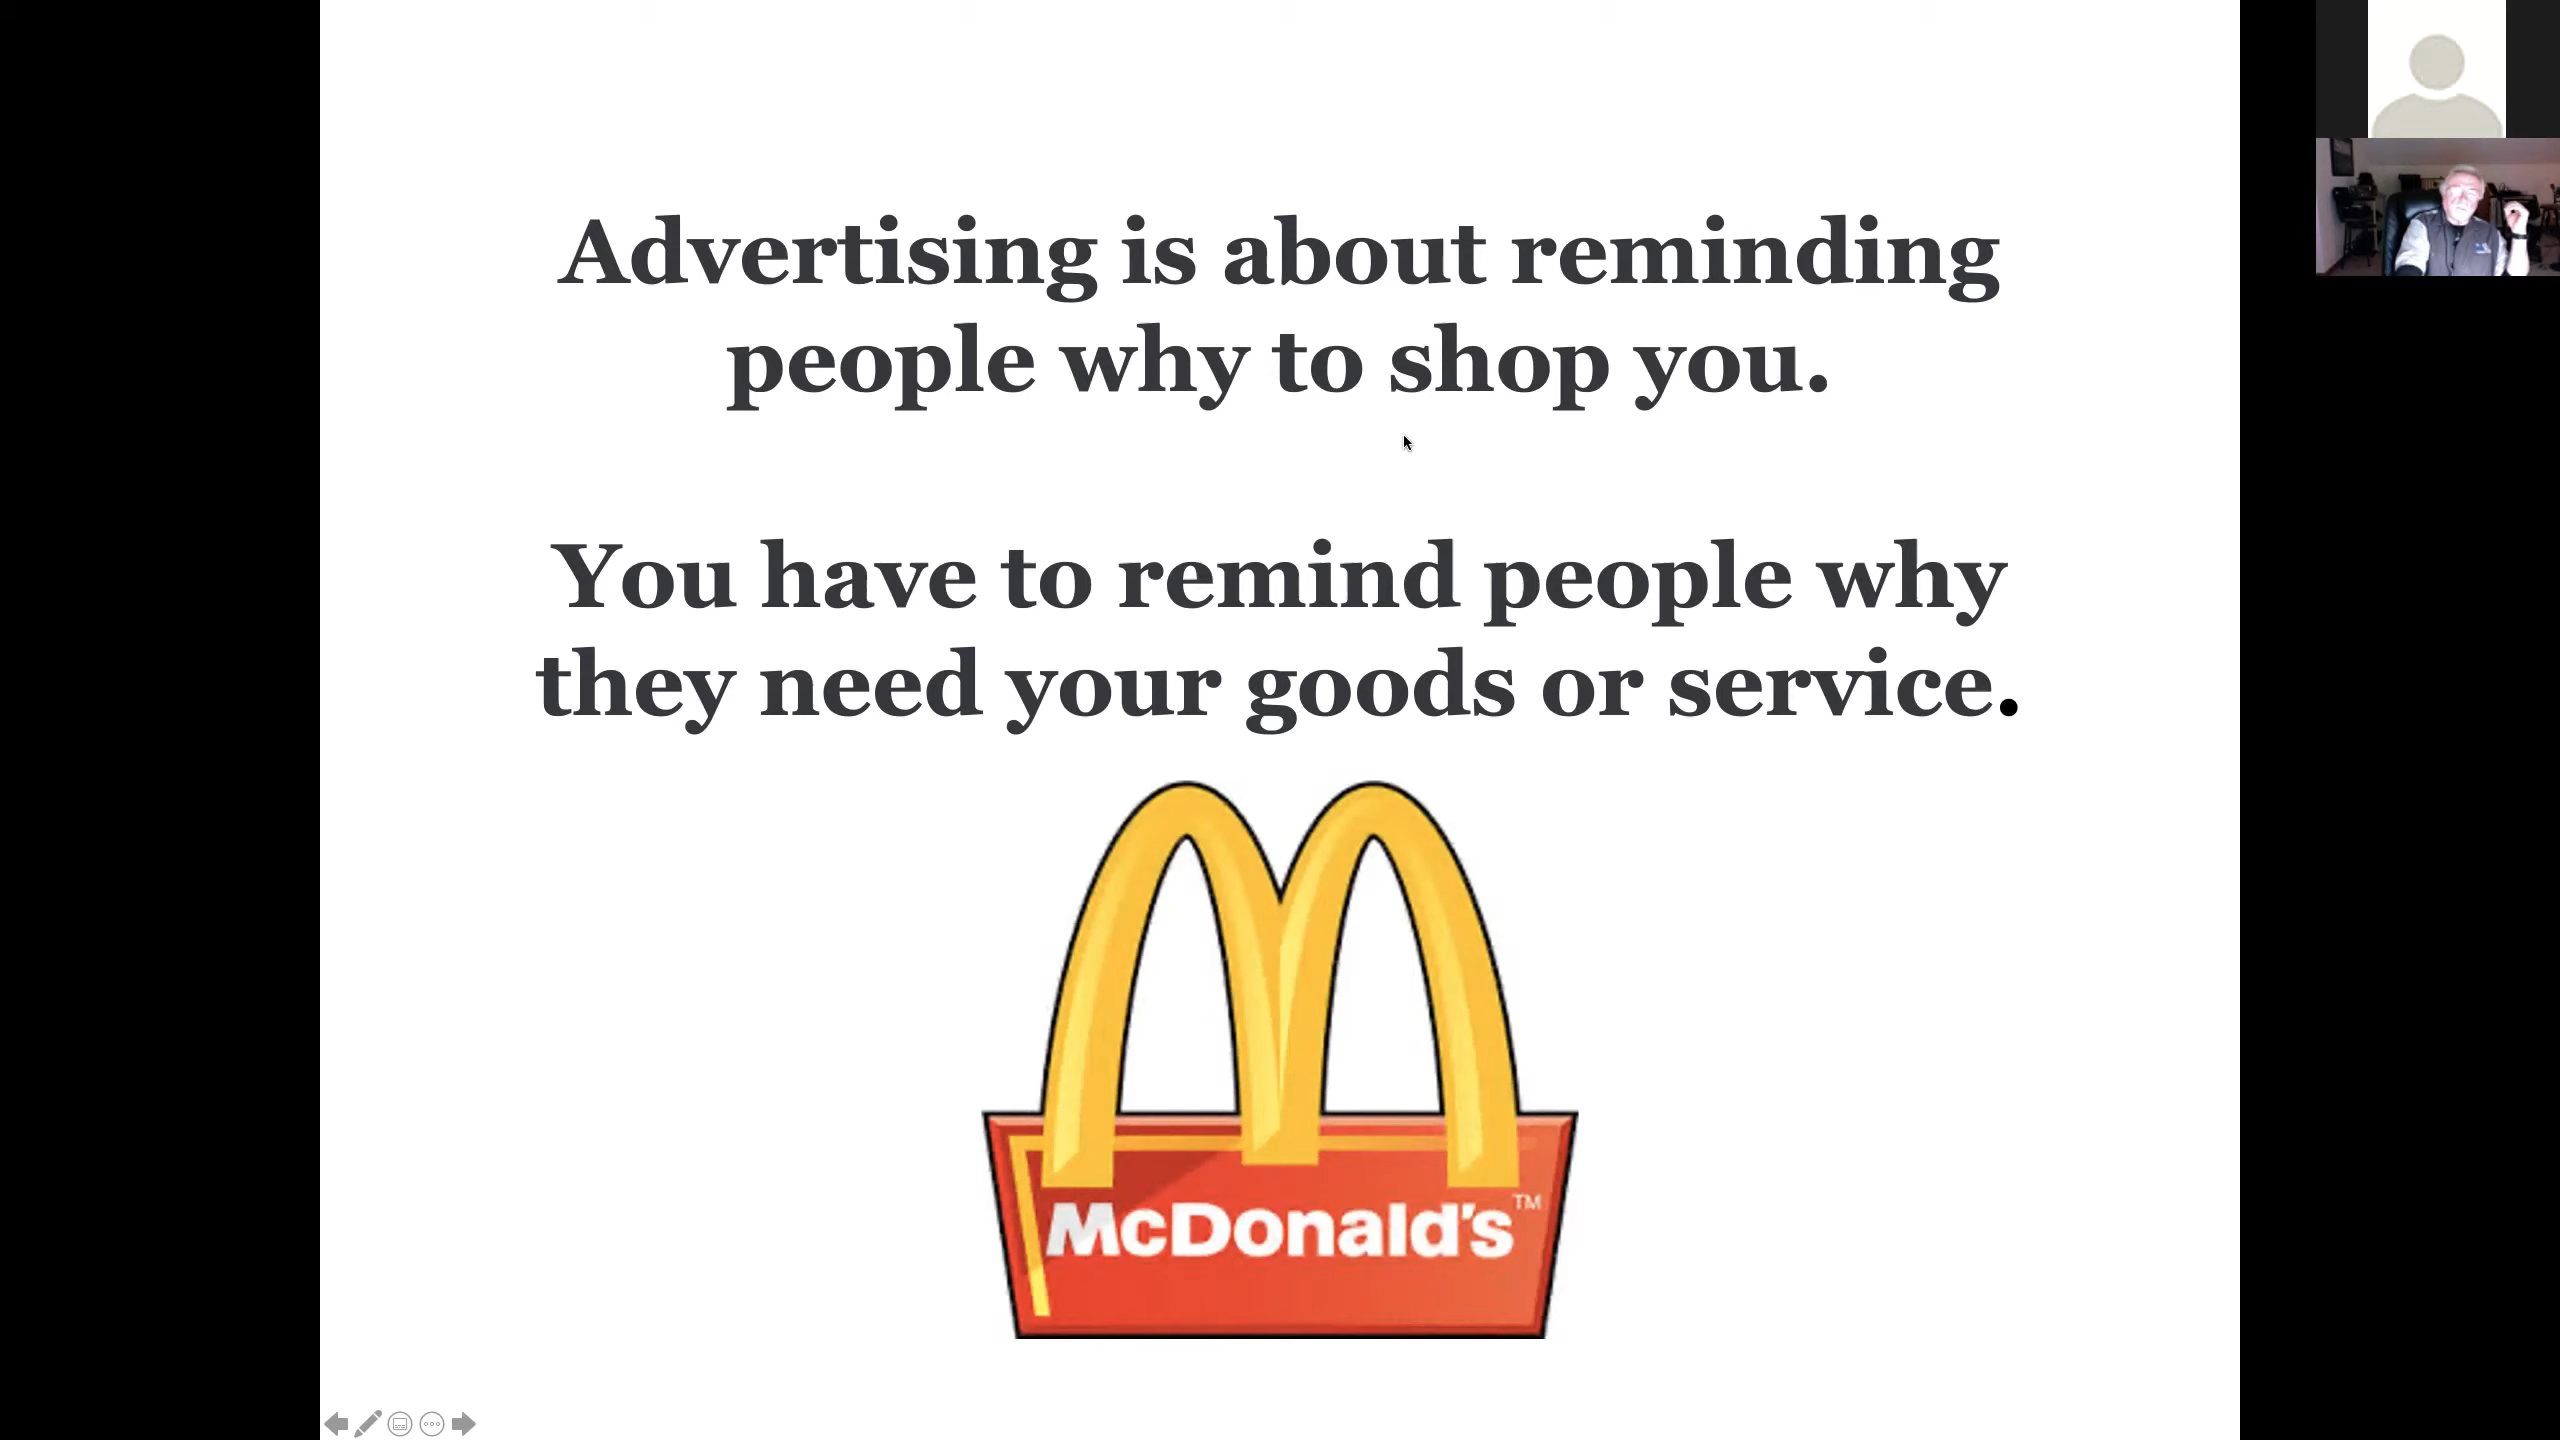 Advertising is about reminding
people why to shop you.
You have to remind people why
they need your goods or service.
McDonald's™